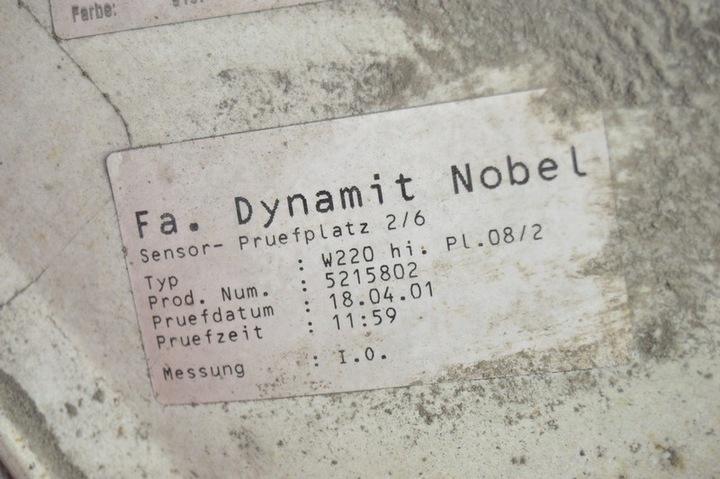 Farbe:
Fa. Dynamit Nobel
Sensor- Pruefplatz 2/6
Typ : W220 hi. Pl.08/2
Prod. Num. : 5215802
Pruefdatum : 18.04.01
Pruefzeit : 11:59
Messung : I.O.